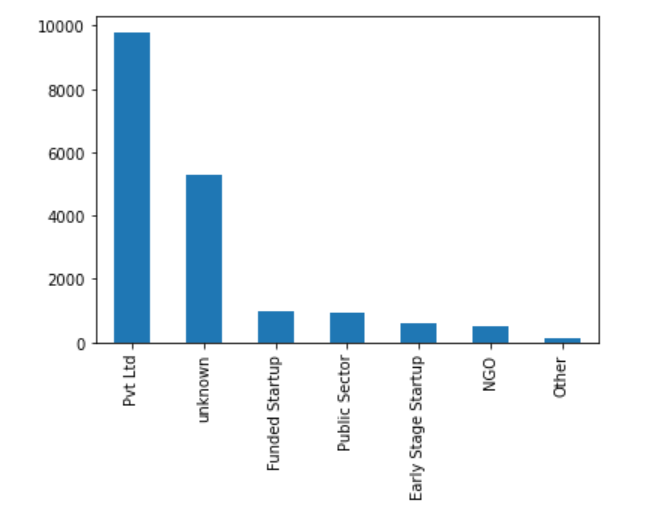 10000
8000
6000
4000
2000
0
Pvt Ltd
unknown
Funded Startup
Public Sector
Early Stage Startup
NGO
Other